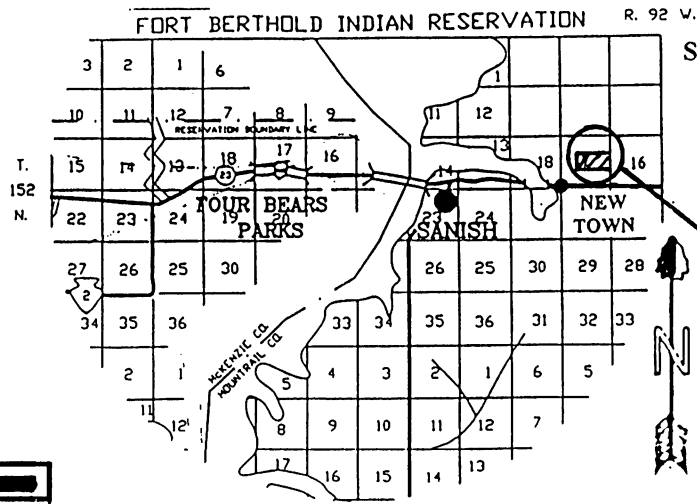 FORT BERTHOLD INDIAN RESERVATION R. 92 W.
S
3 2 1 6 1
10 11 12 7 8 9 11 12
RESERVATION BOUNDARY LINE
13
T. 15 14 13 18 17 16 14 18 16
23
152
N. 22 23 24 19 20 23 24 NEW
FOUR BEARS SANISH TOWN
PARKS
27 26 25 30 26 25 30 29 28
2
34 35 36 33 34 35 36 31 32 33
McKENZIE CO.
MOUNTRAIL CO.
2 1 5 4 3 2 1 6 5
N
11 12 8 9 10 11 12 7
17 16 15 14 13